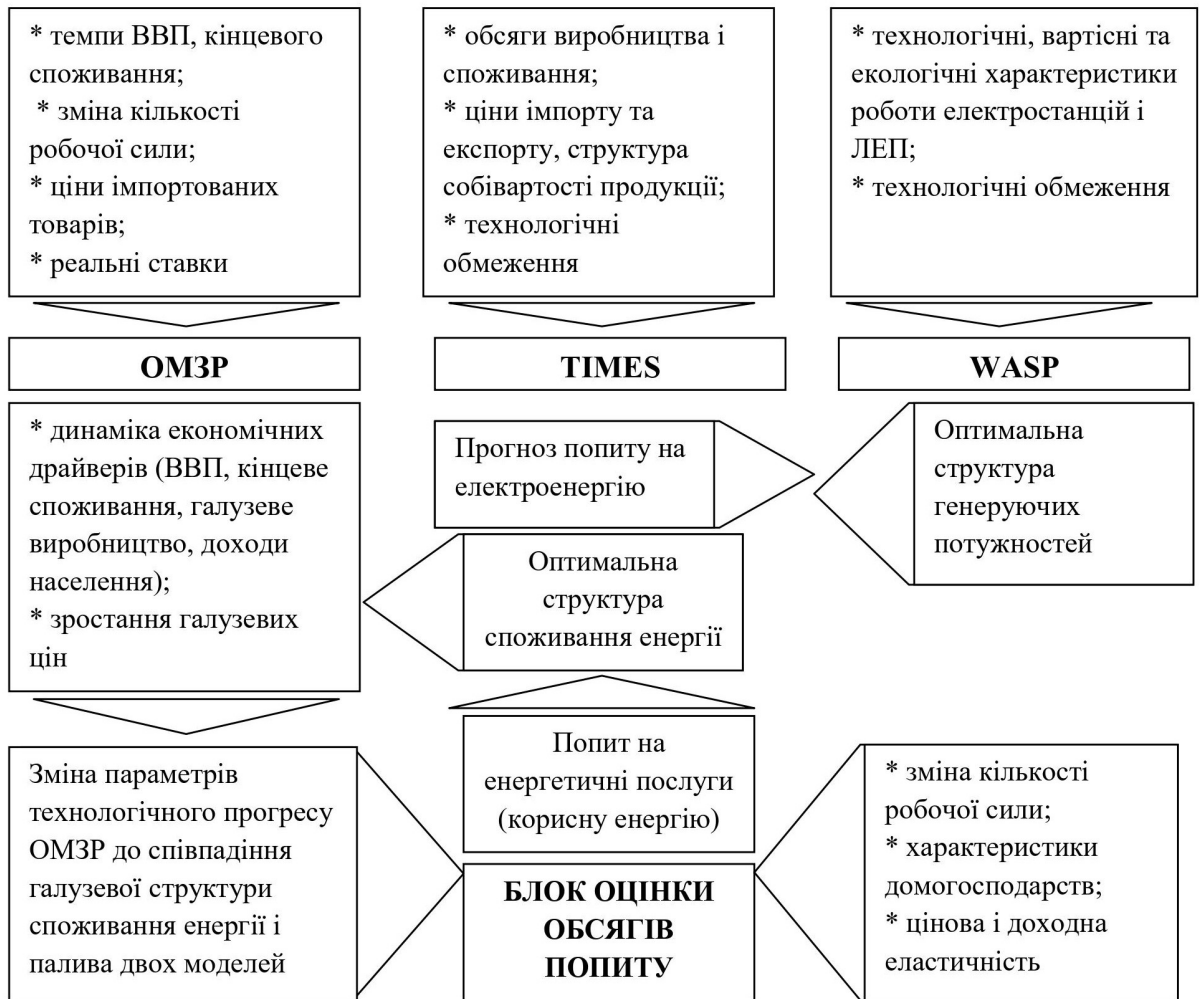 * темпи ВВП, кінцевого
споживання;
* зміна кількості
робочої сили;
* ціни імпортованих
товарів;
* реальні ставки
* обсяги виробництва і
споживання;
* ціни імпорту та
експорту, структура
собівартості продукції;
* технологічні
обмеження
* технологічні, вартісні та
екологічні характеристики
роботи електростанцій і
ЛЕП;
* технологічні обмеження
ОМЗР
TIMES
WASP
* динаміка економічних
драйверів (ВВП, кінцеве
споживання, галузеве
виробництво, доходи
населення);
* зростання галузевих
цін
Прогноз попиту на
електроенергію
Оптимальна
структура
генеруючих
потужностей
Оптимальна
структура
споживання енергії
Зміна параметрів
технологічного прогресу
ОМЗР до співпадіння
галузевої структури
споживання енергії і
палива двох моделей
Попит на
енергетичні послуги
(корисну енергію)
БЛОК ОЦІНКИ
ОБСЯГІВ
ПОПИТУ
* зміна кількості
робочої сили;
* характеристики
домогосподарств;
* цінова і доходна
еластичність